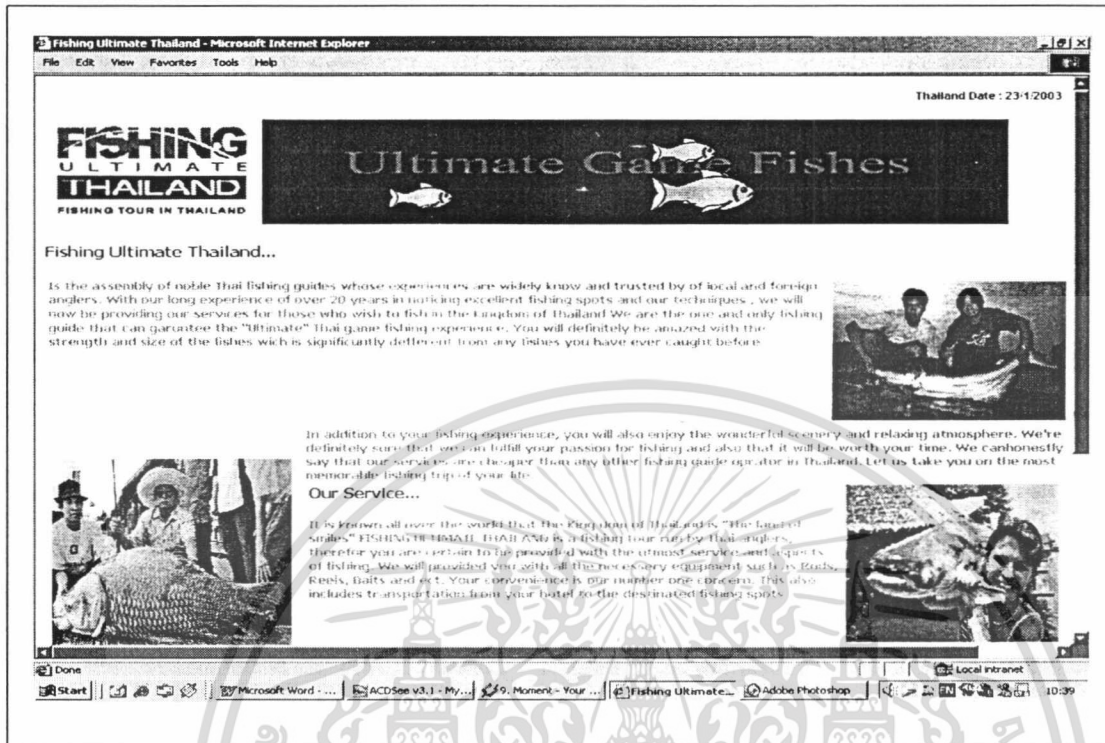 Fishing Ultimate Thailand - Microsoft Internet Explorer
File Edit View Favorites Tools Help
Thailand Date : 23/1/2003
FISHING
ULTIMATE
THAILAND
FISHING TOUR IN THAILAND
Ultimate Game Fishes
Fishing Ultimate Thailand...
Is the assembly of noble Thai fishing guides whose experiences are widely know and trusted by of local and foreign
anglers. With our long experience of over 20 years in noticing excellent fishing spots and our techniques , we will
now be providing our services for those who wish to fish in the kingdom of Thailand We are the one and only fishing
guide that can garuntee the "Ultimate" Thai game fishing experience. You will definitely be amazed with the
strength and size of the fishes wich is significuntly defferent from any fishes you have ever caught before
In addition to your fishing experience, you will also enjoy the wonderful scenery and relaxing atmosphere. We're
definitely sure that we can fulfill your passion for fishing and also that it will be worth your time. We canhonestly
say that our services are cheaper than any other fishing guide oprator in Thailand. Let us take you on the most
memorable fishing trip of your life
Our Service...
It is known all over the world that the Kingdom of Thailand is "The land of
smiles" FISHING ULTIMATE THAILAND is a fishing tour run by Thai anglers,
therefor you are certain to be provided with the utmost service and aspects
of fishing. We will provided you with all the necessery equipment such as Rods,
Reels, Baits and ect. Your convenience is our number one concern. This also
includes transportation from your hotel to the destinated fishing spots
Done
Local intranet
Start
Microsoft Word - ...
ACDSee v3.1 - My...
9. Moment - Your ...
Fishing Ultimate...
Adobe Photoshop
EN
10:39